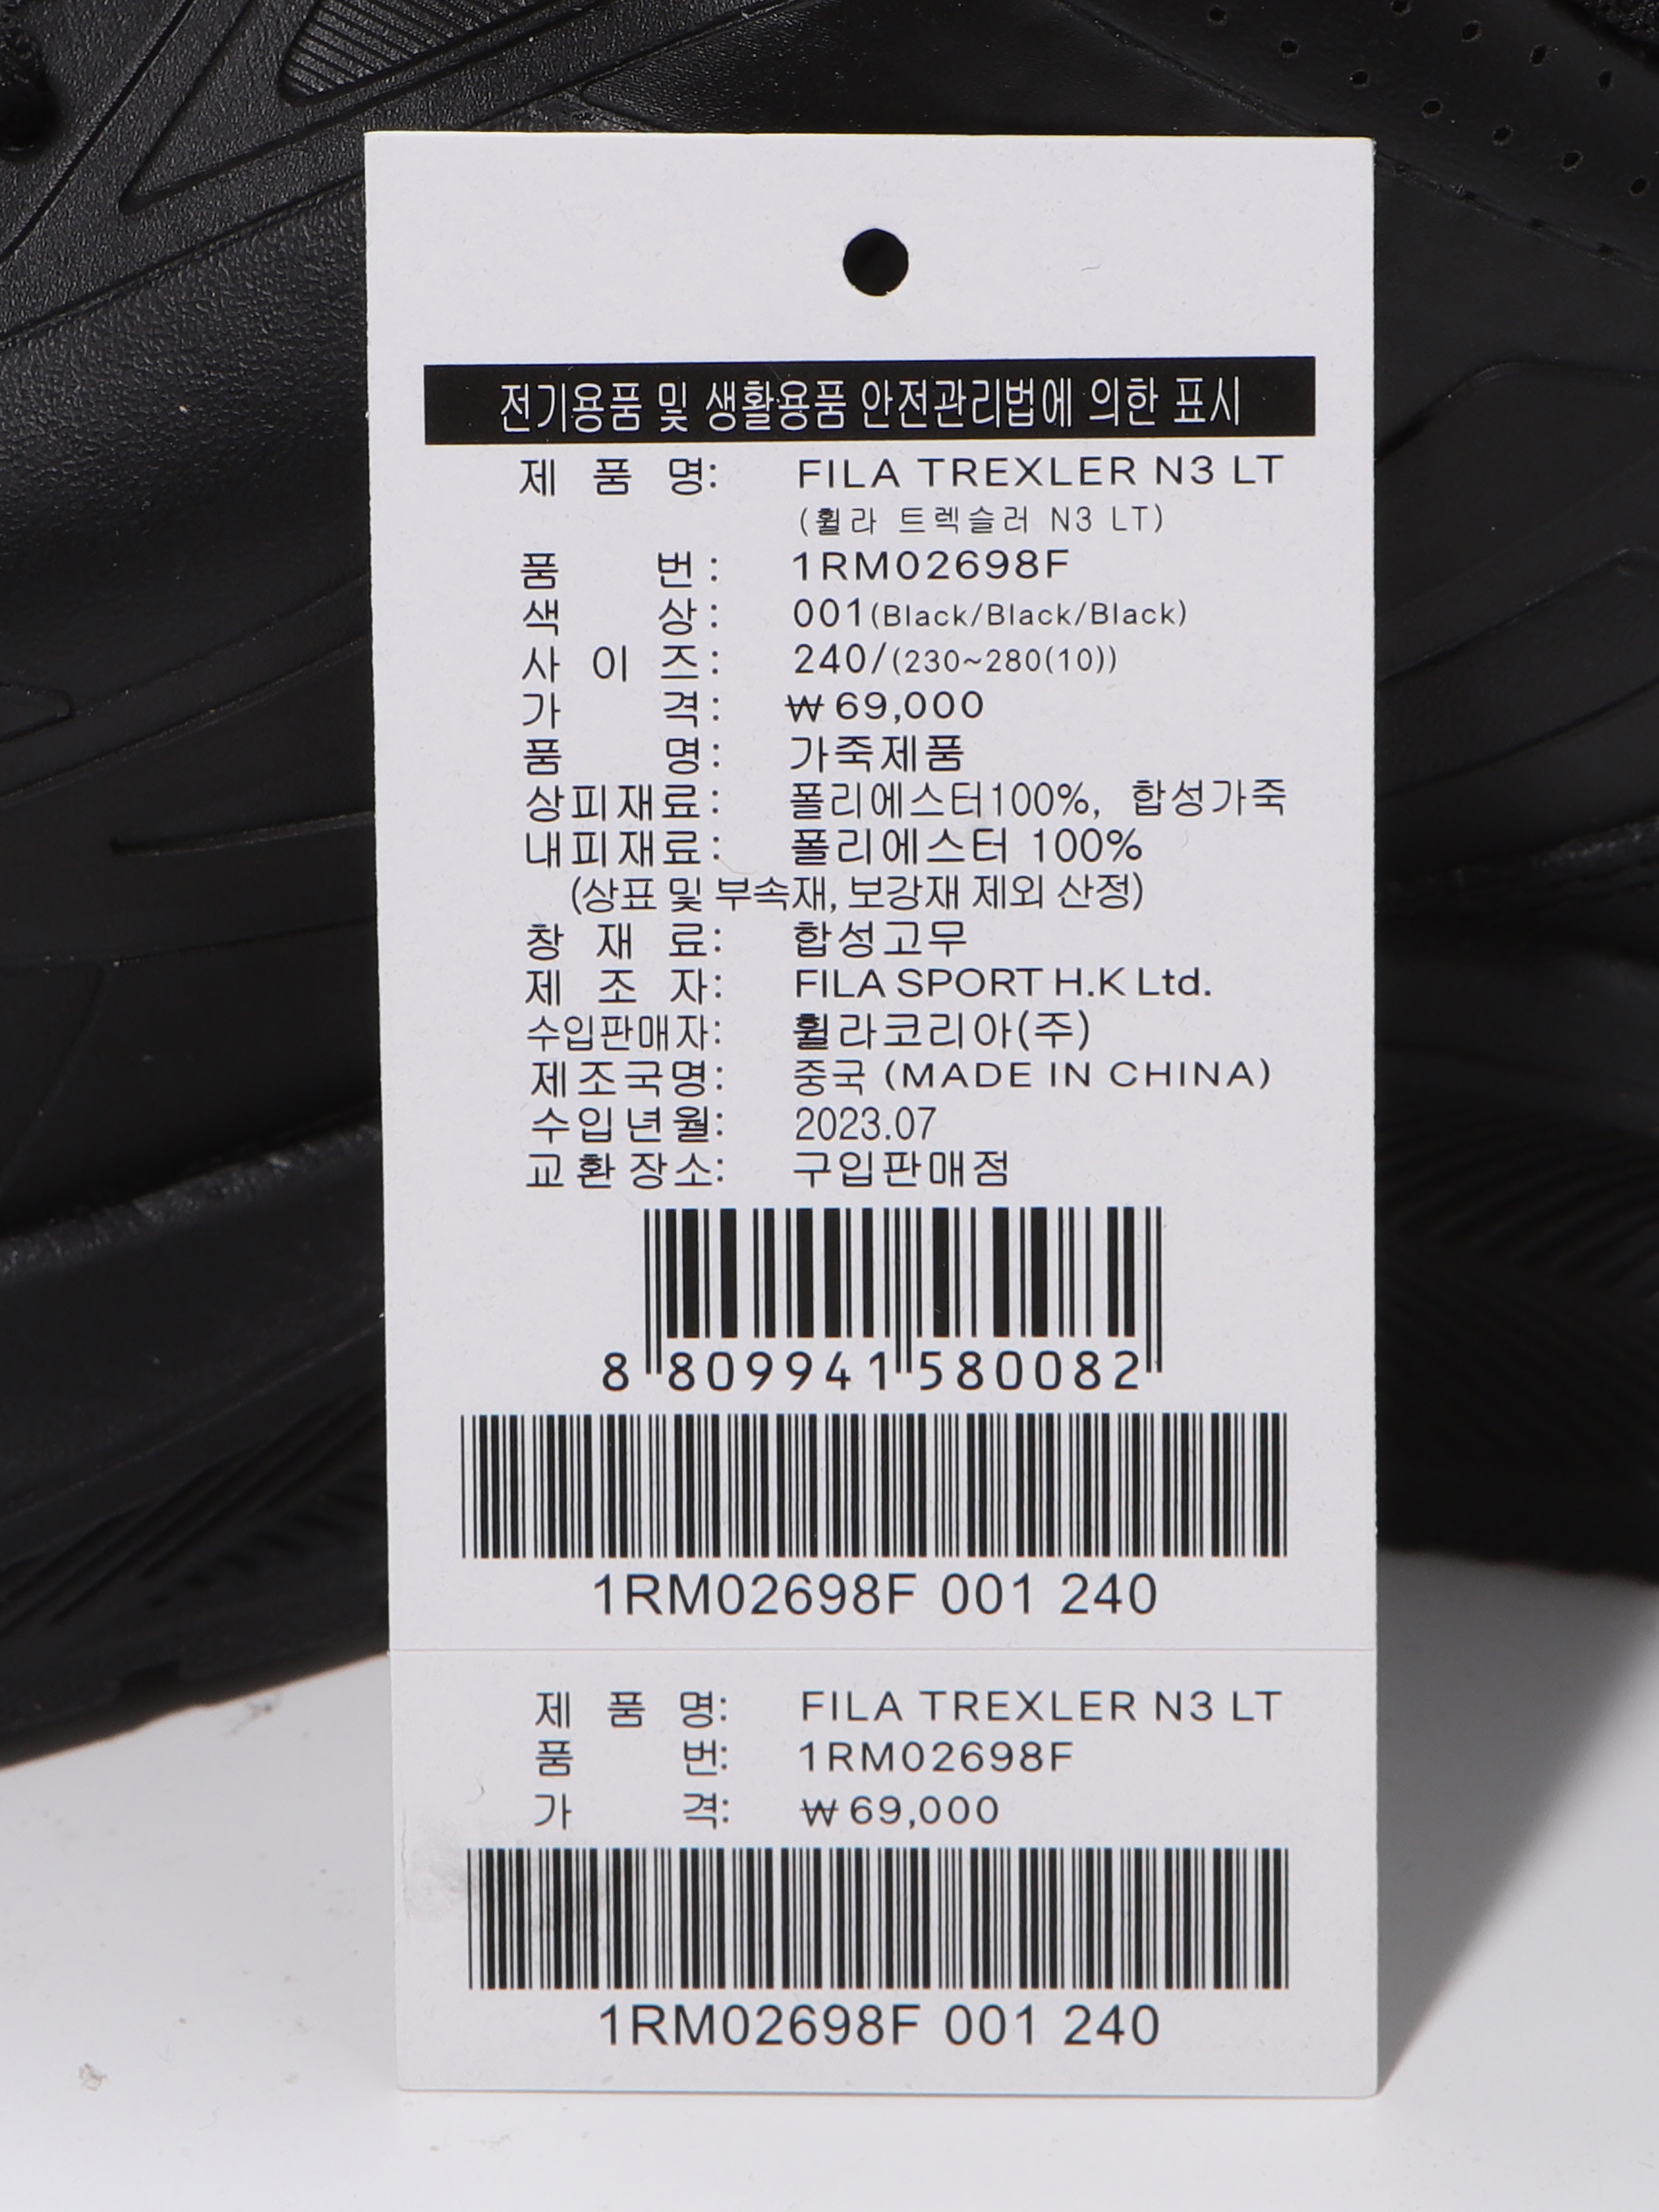 전기용품 및 생활용품 안전관리법에 의한 표시
제 품 명: FILA TREXLER N3 LT
(휠라 트렉슬러 N3 LT)
품 번: 1RM02698F
색 상: 001(Black/Black/Black)
사 이 즈: 240/(230~280(10))
가 격: ₩69,000
품 명: 가죽제품
상피재료: 폴리에스터100%, 합성가죽
내피재료: 폴리에스터 100%
(상표 및 부속재, 보강재 제외 산정)
창 재 료: 합성고무
제 조 자: FILA SPORT H.K Ltd.
수입판매자: 휠라코리아(주)
제조국명: 중국 (MADE IN CHINA)
수입년월: 2023.07
교환장소: 구입판매점
8 809941 580082
1RM02698F 001 240
제 품 명: FILA TREXLER N3 LT
품 번: 1RM02698F
가 격: ₩69,000
1RM02698F 001 240